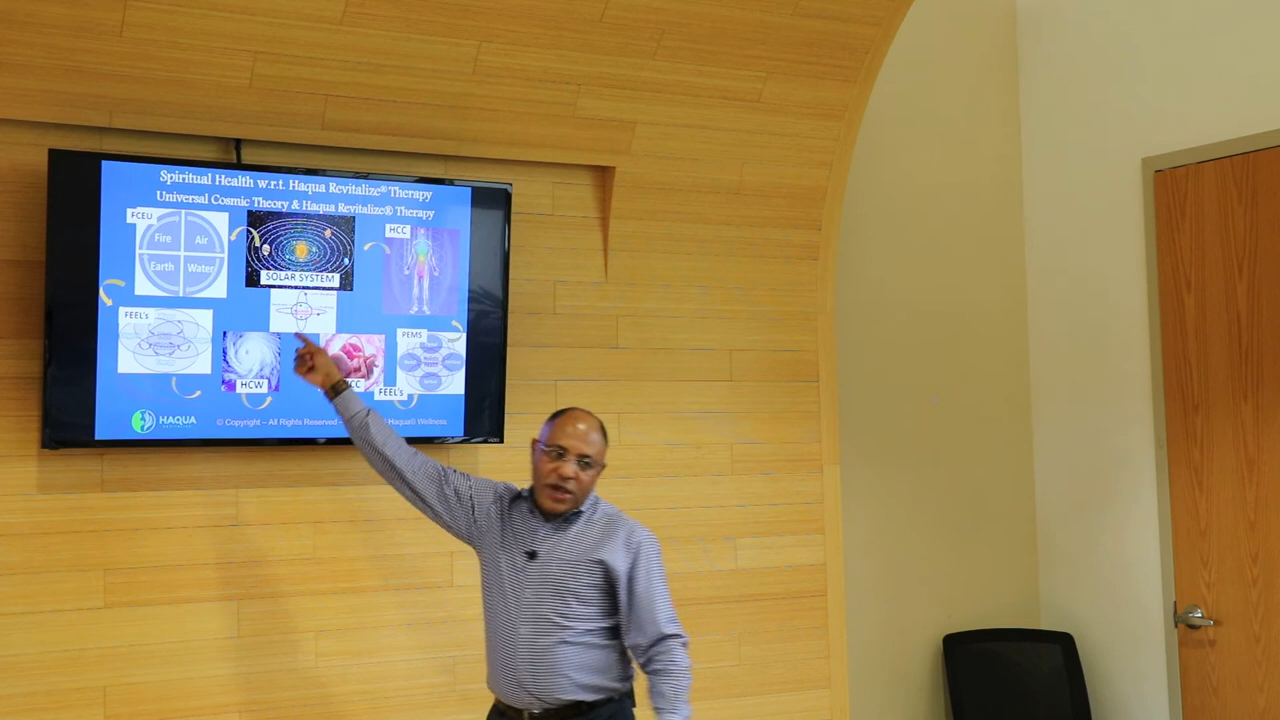 Spiritual Health w.r.t. Haqua Revitalize® Therapy
Universal Cosmic Theory & Haqua Revitalize® Therapy
FCEU
Fire
Air
Earth
Water
SOLAR SYSTEM
HCC
FEEL's
HCW
CC
PEMS
FEEL's
HAQUA
© Copyright – All Rights Reserved –
Haqua® Wellness